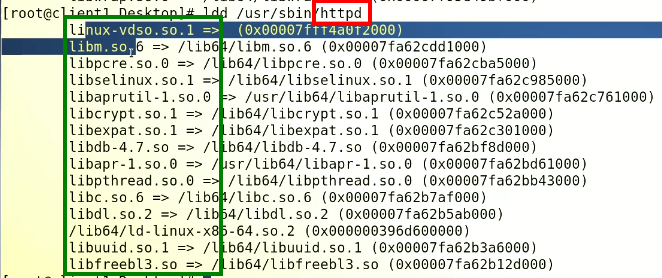 [root@client1 Desktop]# ldd /usr/sbin/httpd
linux-vdso.so.1 => (0x00007fff4a0f2000)
libm.so.6 => /lib64/libm.so.6 (0x00007fa62cdd1000)
libpcre.so.0 => /lib64/libpcre.so.0 (0x00007fa62cba5000)
libselinux.so.1 => /lib64/libselinux.so.1 (0x00007fa62c985000)
libaprutil-1.so.0 => /usr/lib64/libaprutil-1.so.0 (0x00007fa62c761000)
libcrypt.so.1 => /lib64/libcrypt.so.1 (0x00007fa62c52a000)
libexpat.so.1 => /lib64/libexpat.so.1 (0x00007fa62c301000)
libdb-4.7.so => /lib64/libdb-4.7.so (0x00007fa62bf8d000)
libapr-1.so.0 => /usr/lib64/libapr-1.so.0 (0x00007fa62bd61000)
libpthread.so.0 => /lib64/libpthread.so.0 (0x00007fa62bb43000)
libc.so.6 => /lib64/libc.so.6 (0x00007fa62b7af000)
libdl.so.2 => /lib64/libdl.so.2 (0x00007fa62b5ab000)
/lib64/ld-linux-x86-64.so.2 (0x000000396d600000)
libuuid.so.1 => /lib64/libuuid.so.1 (0x00007fa62b3a6000)
libfreebl3.so => /lib64/libfreebl3.so (0x00007fa62b12d000)